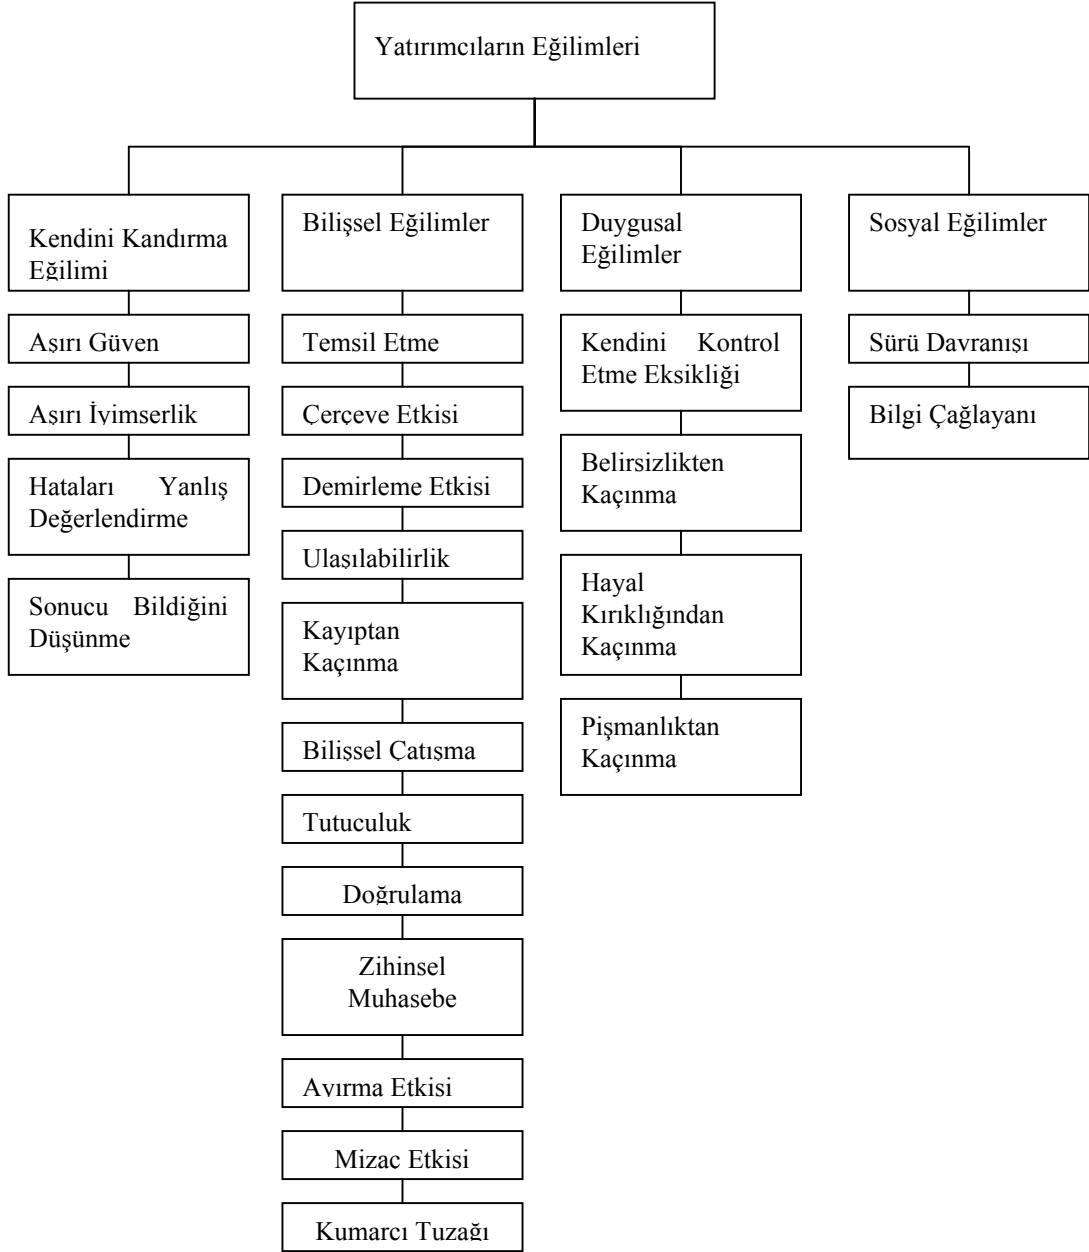 Yatırımcıların Eğilimleri
Kendini Kandırma
Eğilimi
Aşırı Güven
Aşırı İyimserlik
Hataları Yanlış
Değerlendirme
Sonucu Bildiğini
Düşünme
Bilişsel Eğilimler
Temsil Etme
Çerçeve Etkisi
Demirleme Etkisi
Ulaşılabilirlik
Kayıptan
Kaçınma
Bilişsel Çatışma
Tutuculuk
Doğrulama
Zihinsel
Muhasebe
Ayırma Etkisi
Mizaç Etkisi
Kumarcı Tuzağı
Duygusal
Eğilimler
Kendini Kontrol
Etme Eksikliği
Belirsizlikten
Kaçınma
Hayal
Kırıklığından
Kaçınma
Pişmanlıktan
Kaçınma
Sosyal Eğilimler
Sürü Davranışı
Bilgi Çağlayanı